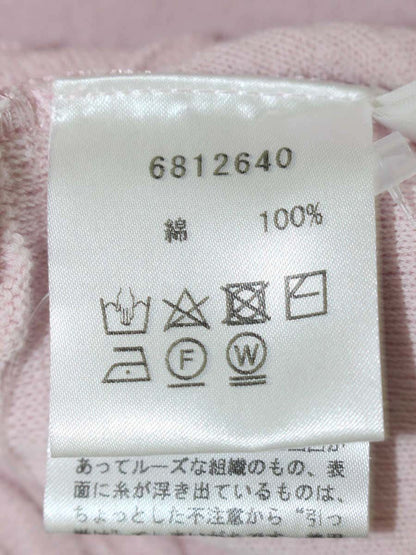 6812640
綿 100%
F W
あってルーズな組織のもの、表
面に糸が浮き出ているものは、
ちょっとした不注意から“引っ